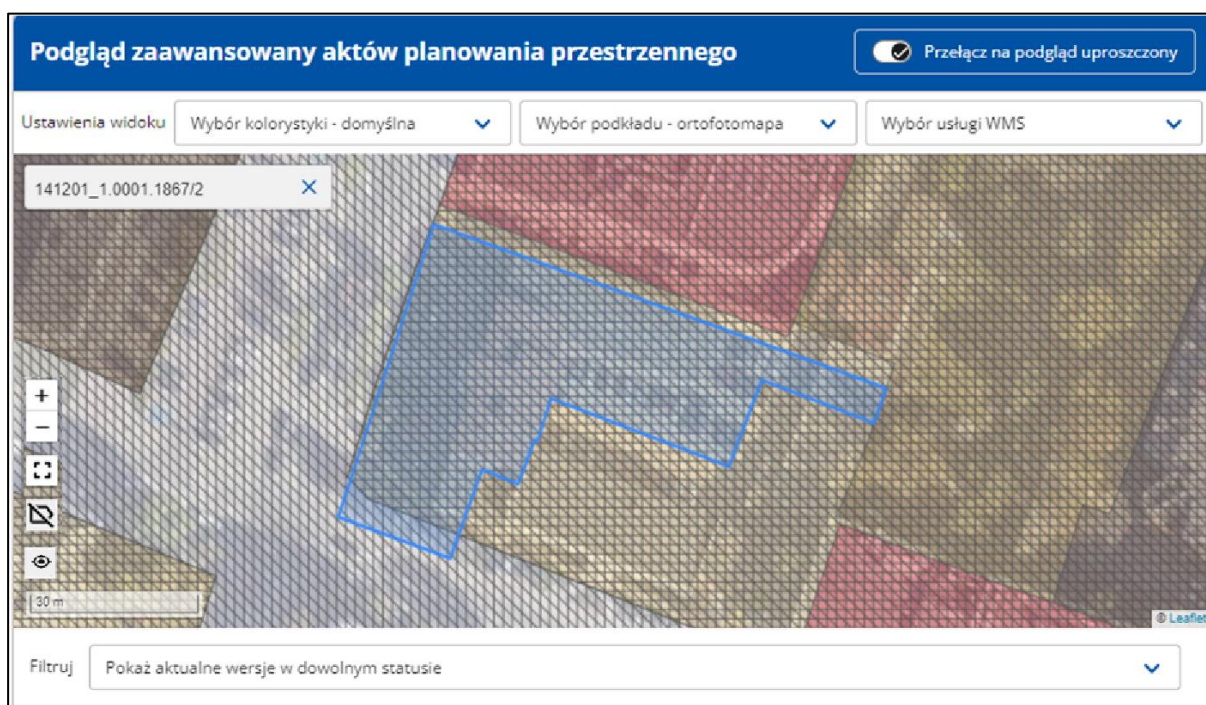 Podgląd zaawansowany aktów planowania przestrzennego
Przełącz na podgląd uproszczony
Ustawienia widoku
Wybór kolorystyki - domyślna
Wybór podkładu - ortofotomapa
Wybór usługi WMS
141201_1.0001.1867/2
+
−
30 m
© Leaflet
Filtruj
Pokaż aktualne wersje w dowolnym statusie